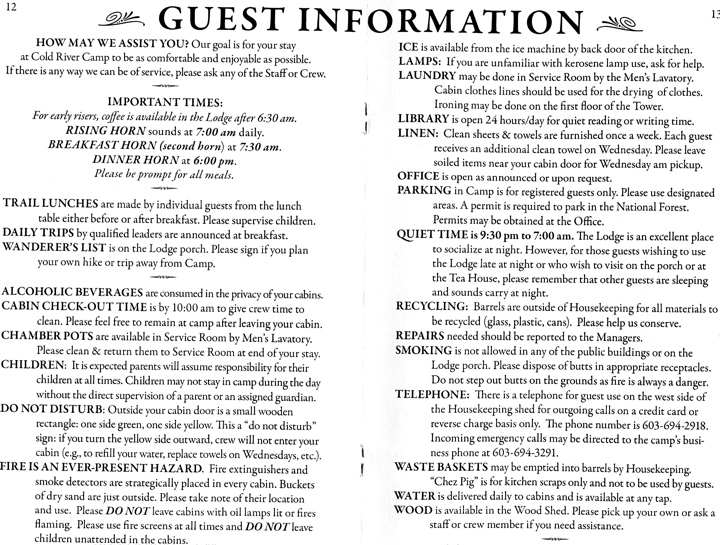 12
13
GUEST INFORMATION
HOW MAY WE ASSIST YOU? Our goal is for your stay
at Cold River Camp to be as comfortable and enjoyable as possible.
If there is any way we can be of service, please ask any of the Staff or Crew.
IMPORTANT TIMES:
For early risers, coffee is available in the Lodge after 6:30 am.
RISING HORN sounds at 7:00 am daily.
BREAKFAST HORN (second horn) at 7:30 am.
DINNER HORN at 6:00 pm.
Please be prompt for all meals.
TRAIL LUNCHES are made by individual guests from the lunch
table either before or after breakfast. Please supervise children.
DAILY TRIPS by qualified leaders are announced at breakfast.
WANDERER'S LIST is on the Lodge porch. Please sign if you plan
your own hike or trip away from Camp.
ALCOHOLIC BEVERAGES are consumed in the privacy of your cabins.
CABIN CHECK-OUT TIME is by 10:00 am to give crew time to
clean. Please feel free to remain at camp after leaving your cabin.
CHAMBER POTS are available in Service Room by Men's Lavatory.
Please clean & return them to Service Room at end of your stay.
CHILDREN: It is expected parents will assume responsibility for their
children at all times. Children may not stay in camp during the day
without the direct supervision of a parent or an assigned guardian.
DO NOT DISTURB: Outside your cabin door is a small wooden
rectangle: one side green, one side yellow. This a "do not disturb"
sign: if you turn the yellow side outward, crew will not enter your
cabin (e.g., to refill your water, replace towels on Wednesdays, etc.).
FIRE IS AN EVER-PRESENT HAZARD. Fire extinguishers and
smoke detectors are strategically placed in every cabin. Buckets
of dry sand are just outside. Please take note of their location
and use. Please DO NOT leave cabins with oil lamps lit or fires
flaming. Please use fire screens at all times and DO NOT leave
children unattended in the cabins.
ICE is available from the ice machine by back door of the kitchen.
LAMPS: If you are unfamiliar with kerosene lamp use, ask for help.
LAUNDRY may be done in Service Room by the Men's Lavatory.
Cabin clothes lines should be used for the drying of clothes.
Ironing may be done on the first floor of the Tower.
LIBRARY is open 24 hours/day for quiet reading or writing time.
LINEN: Clean sheets & towels are furnished once a week. Each guest
receives an additional clean towel on Wednesday. Please leave
soiled items near your cabin door for Wednesday am pickup.
OFFICE is open as announced or upon request.
PARKING in Camp is for registered guests only. Please use designated
areas. A permit is required to park in the National Forest.
Permits may be obtained at the Office.
QUIET TIME is 9:30 pm to 7:00 am. The Lodge is an excellent place
to socialize at night. However, for those guests wishing to use
the Lodge late at night or who wish to visit on the porch or at
the Tea House, please remember that other guests are sleeping
and sounds carry at night.
RECYCLING: Barrels are outside of Housekeeping for all materials to
be recycled (glass, plastic, cans). Please help us conserve.
REPAIRS needed should be reported to the Managers.
SMOKING is not allowed in any of the public buildings or on the
Lodge porch. Please dispose of butts in appropriate receptacles.
Do not step out butts on the grounds as fire is always a danger.
TELEPHONE: There is a telephone for guest use on the west side of
the Housekeeping shed for outgoing calls on a credit card or
reverse charge basis only. The phone number is 603-694-2918.
Incoming emergency calls may be directed to the camp's busi-
ness phone at 603-694-3291.
WASTE BASKETS may be emptied into barrels by Housekeeping.
"Chez Pig" is for kitchen scraps only and not to be used by guests.
WATER is delivered daily to cabins and is available at any tap.
WOOD is available in the Wood Shed. Please pick up your own or ask a
staff or crew member if you need assistance.